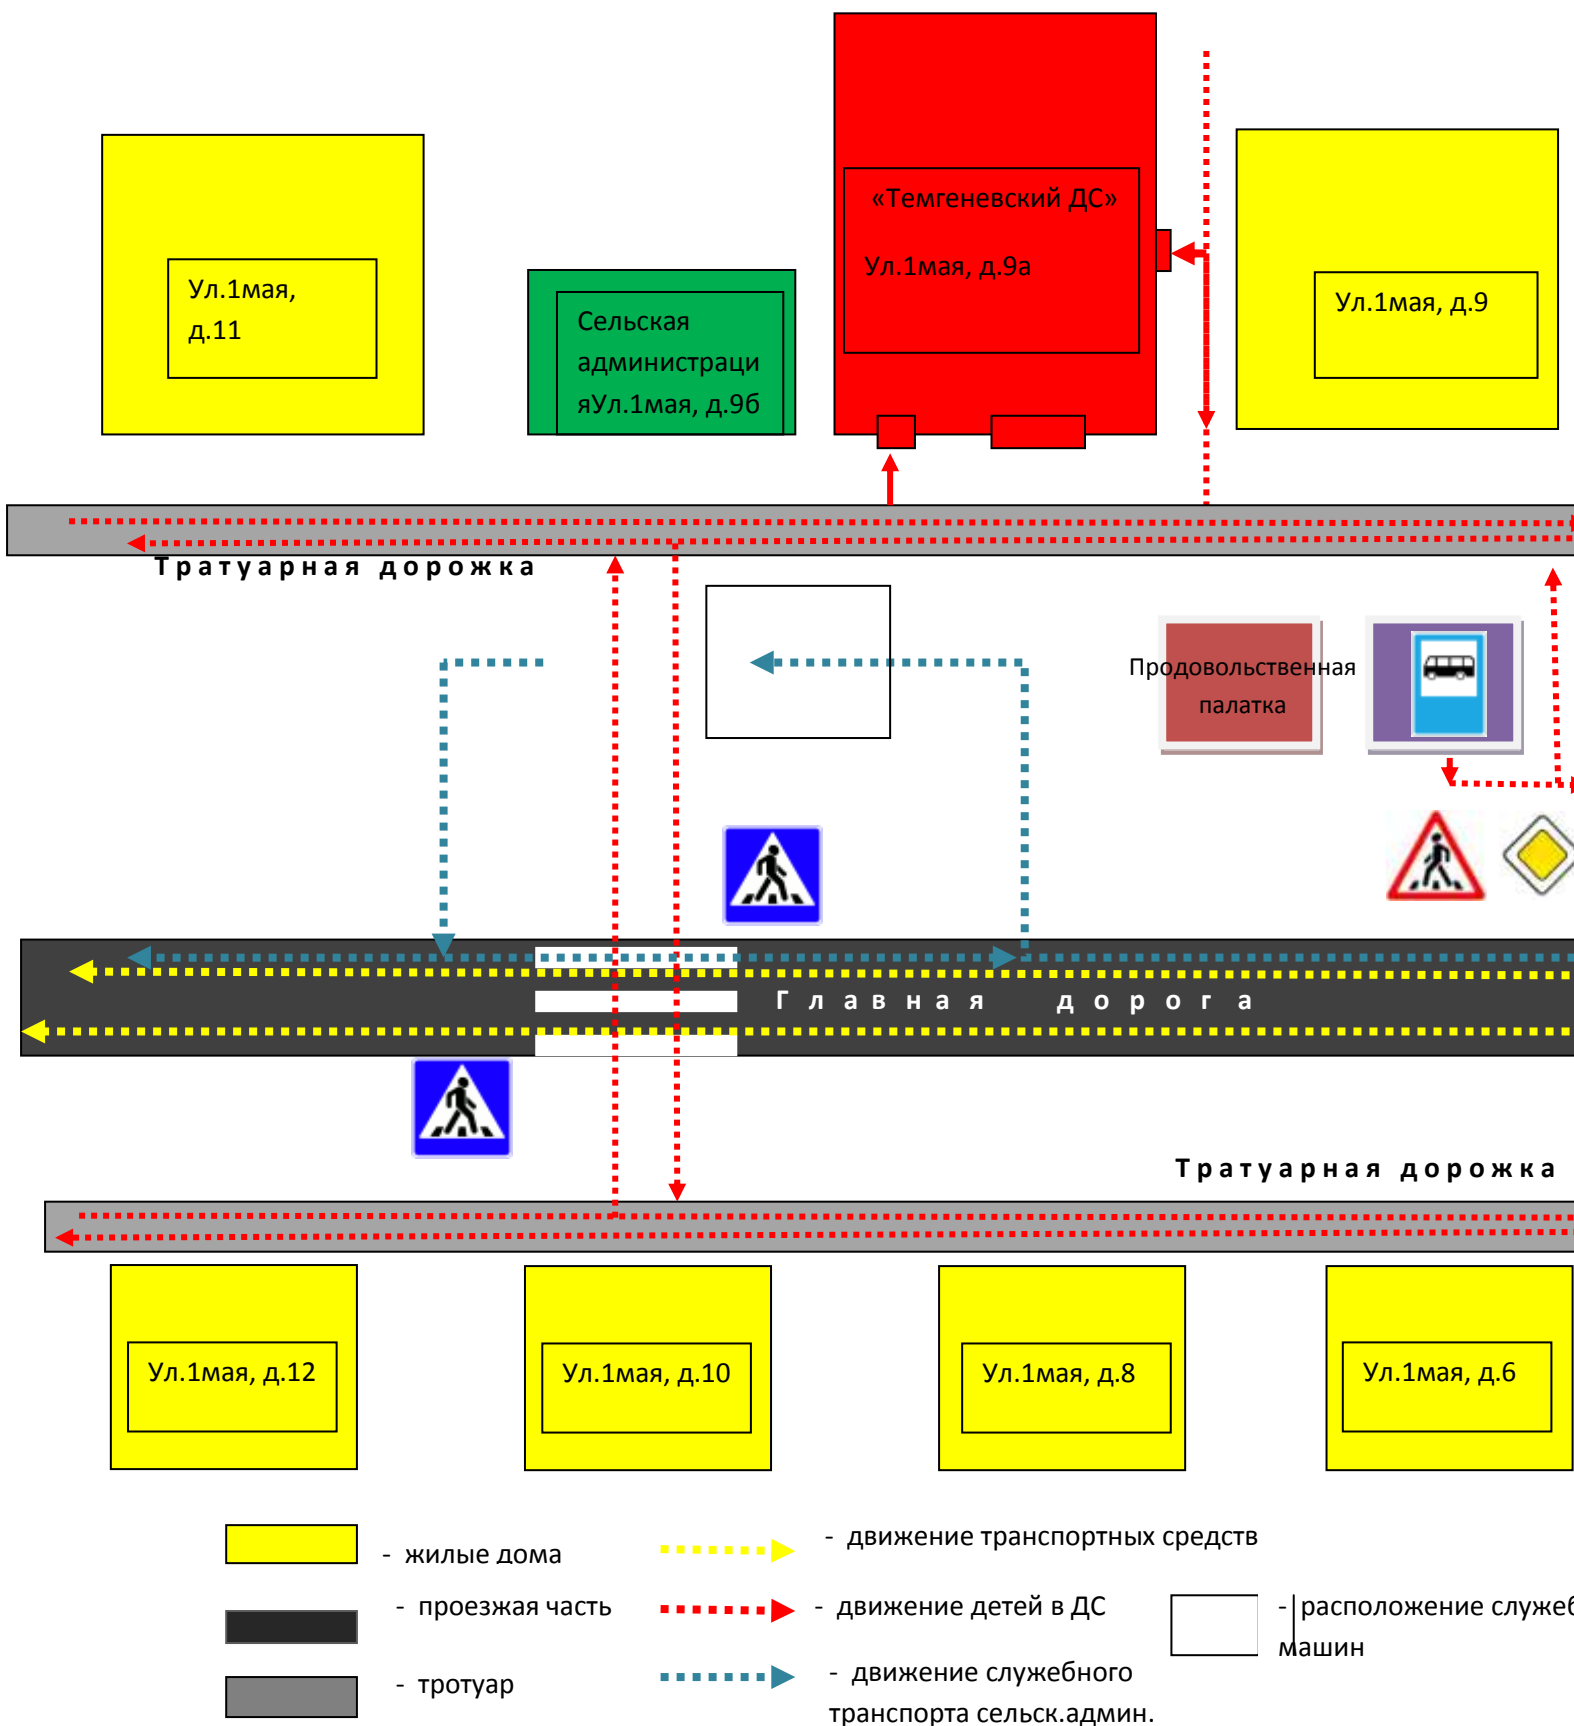 «Темгеневский ДС»
Ул.1мая, д.9а
Ул.1мая,
д.11
Сельская
администраци
яУл.1мая, д.9б
Ул.1мая, д.9
Тратуарная дорожка
Продовольственная
палатка
Главная дорога
Тратуарная дорожка
Ул.1мая, д.12
Ул.1мая, д.10
Ул.1мая, д.8
Ул.1мая, д.6
- жилые дома
- движение транспортных средств
- проезжая часть
- движение детей в ДС
- расположение служеб
машин
- тротуар
- движение служебного
транспорта сельск.админ.